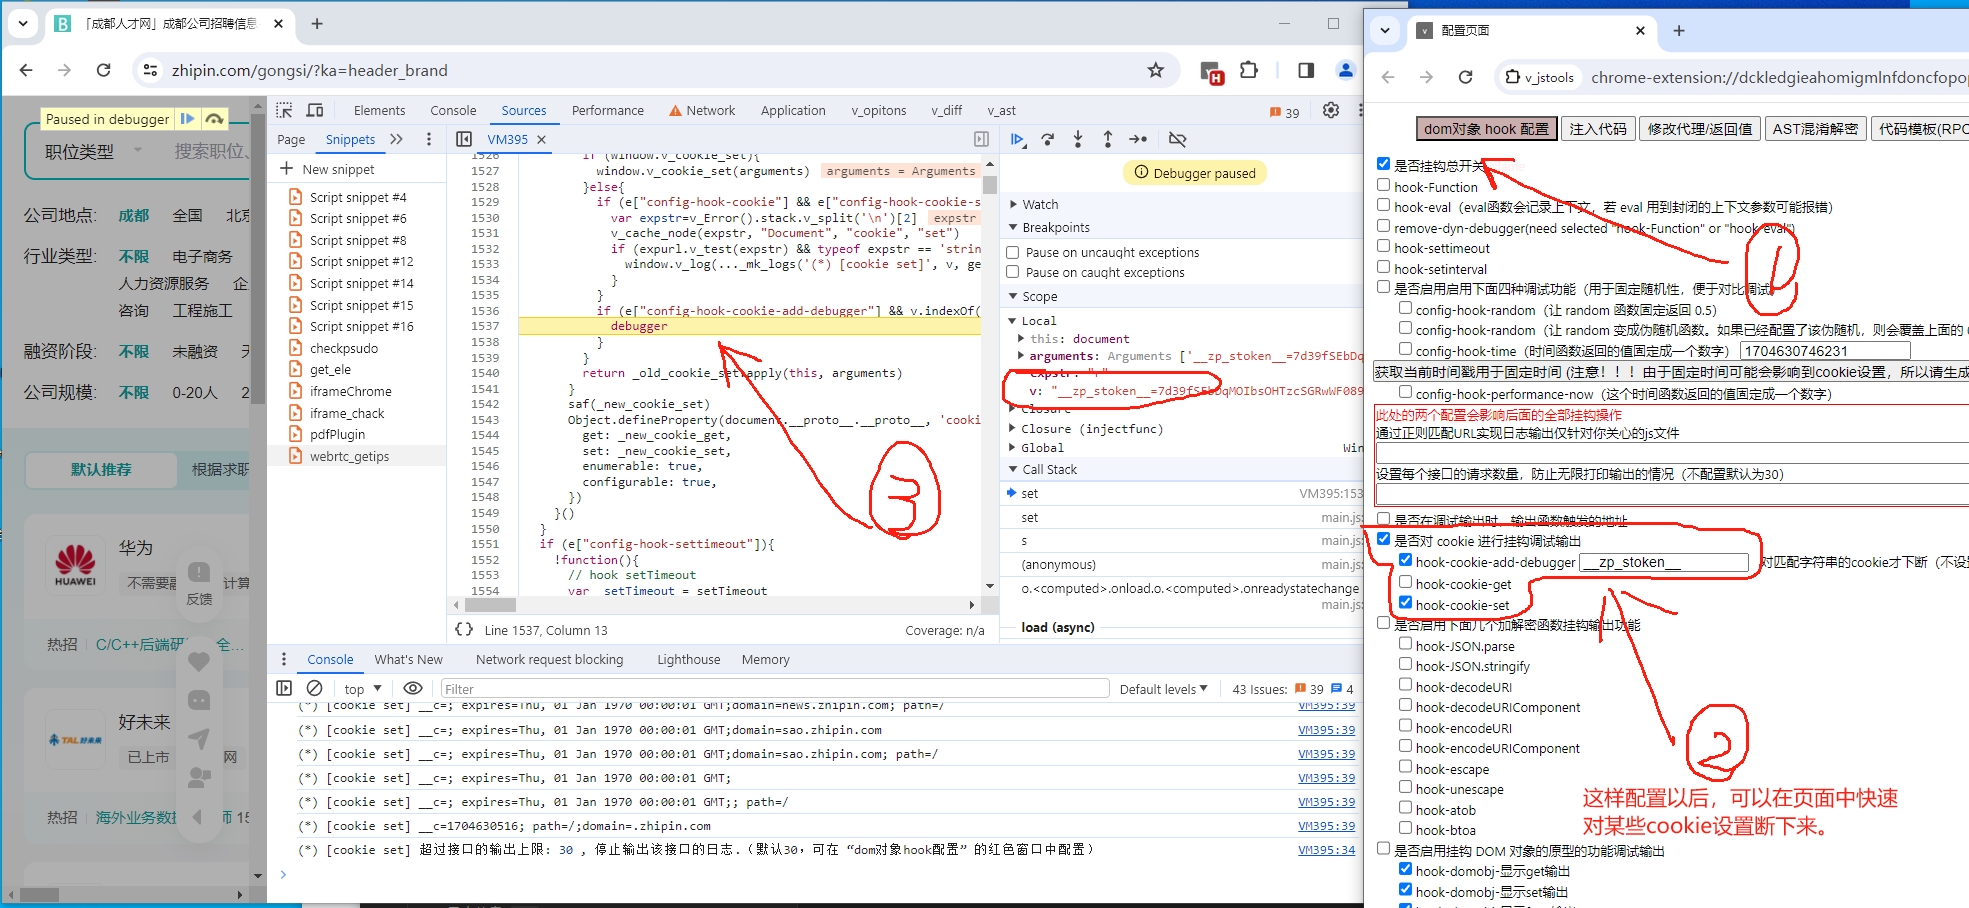 「成都人才网」成都公司招聘信息
zhipin.com/gongsi/?ka=header_brand
Paused in debugger
职位类型
搜索职位、
公司地点:
成都
全国
行业类型:
不限
电子商务
人力资源服务
咨询
工程施工
融资阶段:
不限
未融资
公司规模:
不限
0-20人
默认推荐
根据求职
华为
HUAWEI
不需要融
计算
反馈
热招
C/C++后端研
全...
好未来
TAL 好未来
已上市
网
热招
海外业务数据
师 15
Elements
Console
Sources
Performance
Network
Application
v_opitons
v_diff
v_ast
39
Page
Snippets
VM395
New snippet
Script snippet #4
Script snippet #6
Script snippet #8
Script snippet #12
Script snippet #14
Script snippet #15
Script snippet #16
checkpsudo
get_ele
iframeChrome
iframe_chack
pdfPlugin
webrtc_getips
1526 if (window.v_cookie_set){
1527 window.v_cookie_set(arguments) arguments = Arguments
1528 }else{
1529 if (e["config-hook-cookie"] && e["config-hook-cookie-s
1530 var expstr=v_Error().stack.v_split('\n')[2] expstr
1531 v_cache_node(expstr, "Document", "cookie", "set")
1532 if (expurl.v_test(expstr) && typeof expstr == 'strin
1533 window.v_log(..._mk_logs('(*) [cookie set]', v, ge
1534 }
1535 }
1536 if (e["config-hook-cookie-add-debugger"] && v.indexOf(
1537 debugger
1538 }
1539 }
1540 return _old_cookie_set.apply(this, arguments)
1541 }
1542 saf(_new_cookie_set)
1543 Object.defineProperty(document.__proto__.__proto__, 'cooki
1544 get: _new_cookie_get,
1545 set: _new_cookie_set,
1546 enumerable: true,
1547 configurable: true,
1548 })
1549 }()
1550 }
1551 if (e["config-hook-settimeout"]){
1552 !function(){
1553 // hook setTimeout
1554 var _setTimeout = setTimeout
{} Line 1537, Column 13
Coverage: n/a
Debugger paused
Watch
Breakpoints
Pause on uncaught exceptions
Pause on caught exceptions
Scope
Local
this: document
arguments: Arguments ['__zp_stoken__=7d39fSEbDq
v: "__zp_stoken__=7d39fSEbDqMOIbsOHTzcSGRwWF089
Closure
Closure (injectfunc)
Global
Win
Call Stack
set VM395:153
set main.js:
s main.js:
(anonymous) main.js:
o.<computed>.onload.o.<computed>.onreadystatechange
main.js:
load (async)
Console
What's New
Network request blocking
Lighthouse
Memory
top
Filter
Default levels
43 Issues:
39
4
(*) [cookie set] __c=; expires=Thu, 01 Jan 1970 00:00:01 GMT;domain=news.zhipin.com; path=/ VM395:39
(*) [cookie set] __c=; expires=Thu, 01 Jan 1970 00:00:01 GMT;domain=sao.zhipin.com VM395:39
(*) [cookie set] __c=; expires=Thu, 01 Jan 1970 00:00:01 GMT;domain=sao.zhipin.com; path=/ VM395:39
(*) [cookie set] __c=; expires=Thu, 01 Jan 1970 00:00:01 GMT; VM395:39
(*) [cookie set] __c=; expires=Thu, 01 Jan 1970 00:00:01 GMT;; path=/ VM395:39
(*) [cookie set] __c=1704630516; path=/;domain=.zhipin.com VM395:39
(*) [cookie set] 超过接口的输出上限: 30 , 停止输出该接口的日志.(默认30,可在 “dom对象hook配置” 的红色窗口中配置) VM395:34
配置页面
v_jstools
chrome-extension://dckledgieahomigmlnfdoncfopop
dom对象 hook 配置
注入代码
修改代理/返回值
AST混淆解密
代码模板(RPC
是否挂钩总开关
hook-Function
hook-eval（eval函数会记录上下文，若 eval 用到封闭的上下文参数可能报错）
remove-dyn-debugger(need selected "hook-Function" or "hook-eval")
hook-settimeout
hook-setinterval
是否启用启用下面四种调试功能（用于固定随机性，便于对比调试
config-hook-random（让 random 函数固定返回 0.5）
config-hook-random（让 random 变成伪随机函数。如果已经配置了该伪随机，则会覆盖上面的
config-hook-time（时间函数返回的值固定成一个数字） 1704630746231
获取当前时间戳用于固定时间 (注意！！！由于固定时间可能会影响到cookie设置，所以请生成
config-hook-performance-now（这个时间函数返回的值固定成一个数字）
此处的两个配置会影响后面的全部挂钩操作
通过正则匹配URL实现日志输出仅针对你关心的js文件
设置每个接口的请求数量，防止无限打印输出的情况（不配置默认为30）
是否在调试输出时，输出函数触发的地址
是否对 cookie 进行挂钩调试输出
hook-cookie-add-debugger __zp_stoken__ 对匹配字符串的cookie才下断（不设
hook-cookie-get
hook-cookie-set
是否启用下面几个加解密函数挂钩输出功能
hook-JSON.parse
hook-JSON.stringify
hook-decodeURI
hook-decodeURIComponent
hook-encodeURI
hook-encodeURIComponent
hook-escape
hook-unescape
hook-atob
hook-btoa
是否启用挂钩 DOM 对象的原型的功能调试输出
hook-domobj-显示get输出
hook-domobj-显示set输出
1
2
3
这样配置以后，可以在页面中快速
对某些cookie设置断下来。